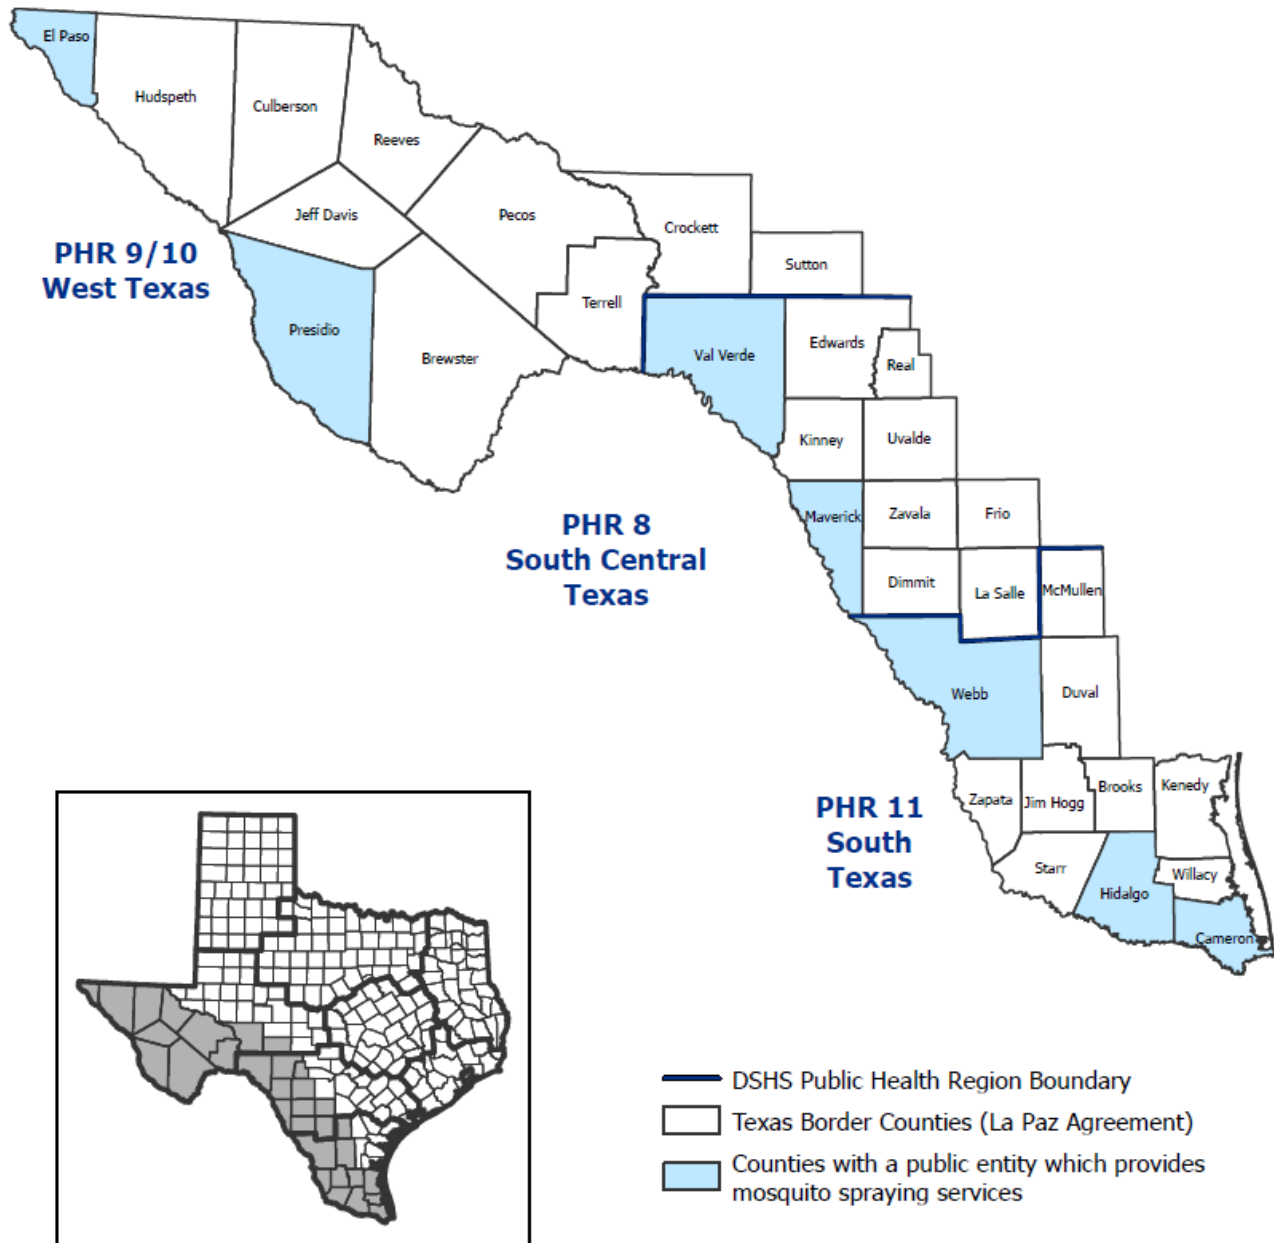 El Paso
Hudspeth
Culberson
Reeves
Jeff Davis
Pecos
Crockett
Sutton
PHR 9/10
West Texas
Presidio
Brewster
Terrell
Val Verde
Edwards
Real
Kinney
Uvalde
Maverick
Zavala
Frio
PHR 8
South Central
Texas
Dimmit
La Salle
McMullen
Webb
Duval
Zapata
Jim Hogg
Brooks
Kenedy
PHR 11
South
Texas
Starr
Hidalgo
Willacy
Cameron
DSHS Public Health Region Boundary
Texas Border Counties (La Paz Agreement)
Counties with a public entity which provides
mosquito spraying services